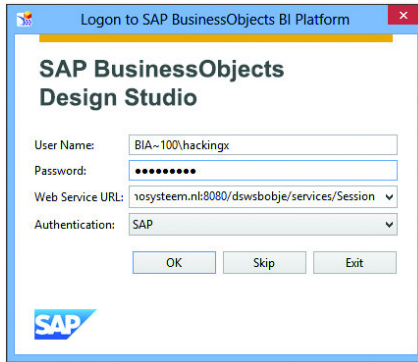 Logon to SAP BusinessObjects BI Platform
SAP BusinessObjects
Design Studio
User Name: BIA~100\hackingx
Password: •••••••••
Web Service URL: nosysteem.nl:8080/dswsbobje/services/Session
Authentication: SAP
OK Skip Exit
SAP